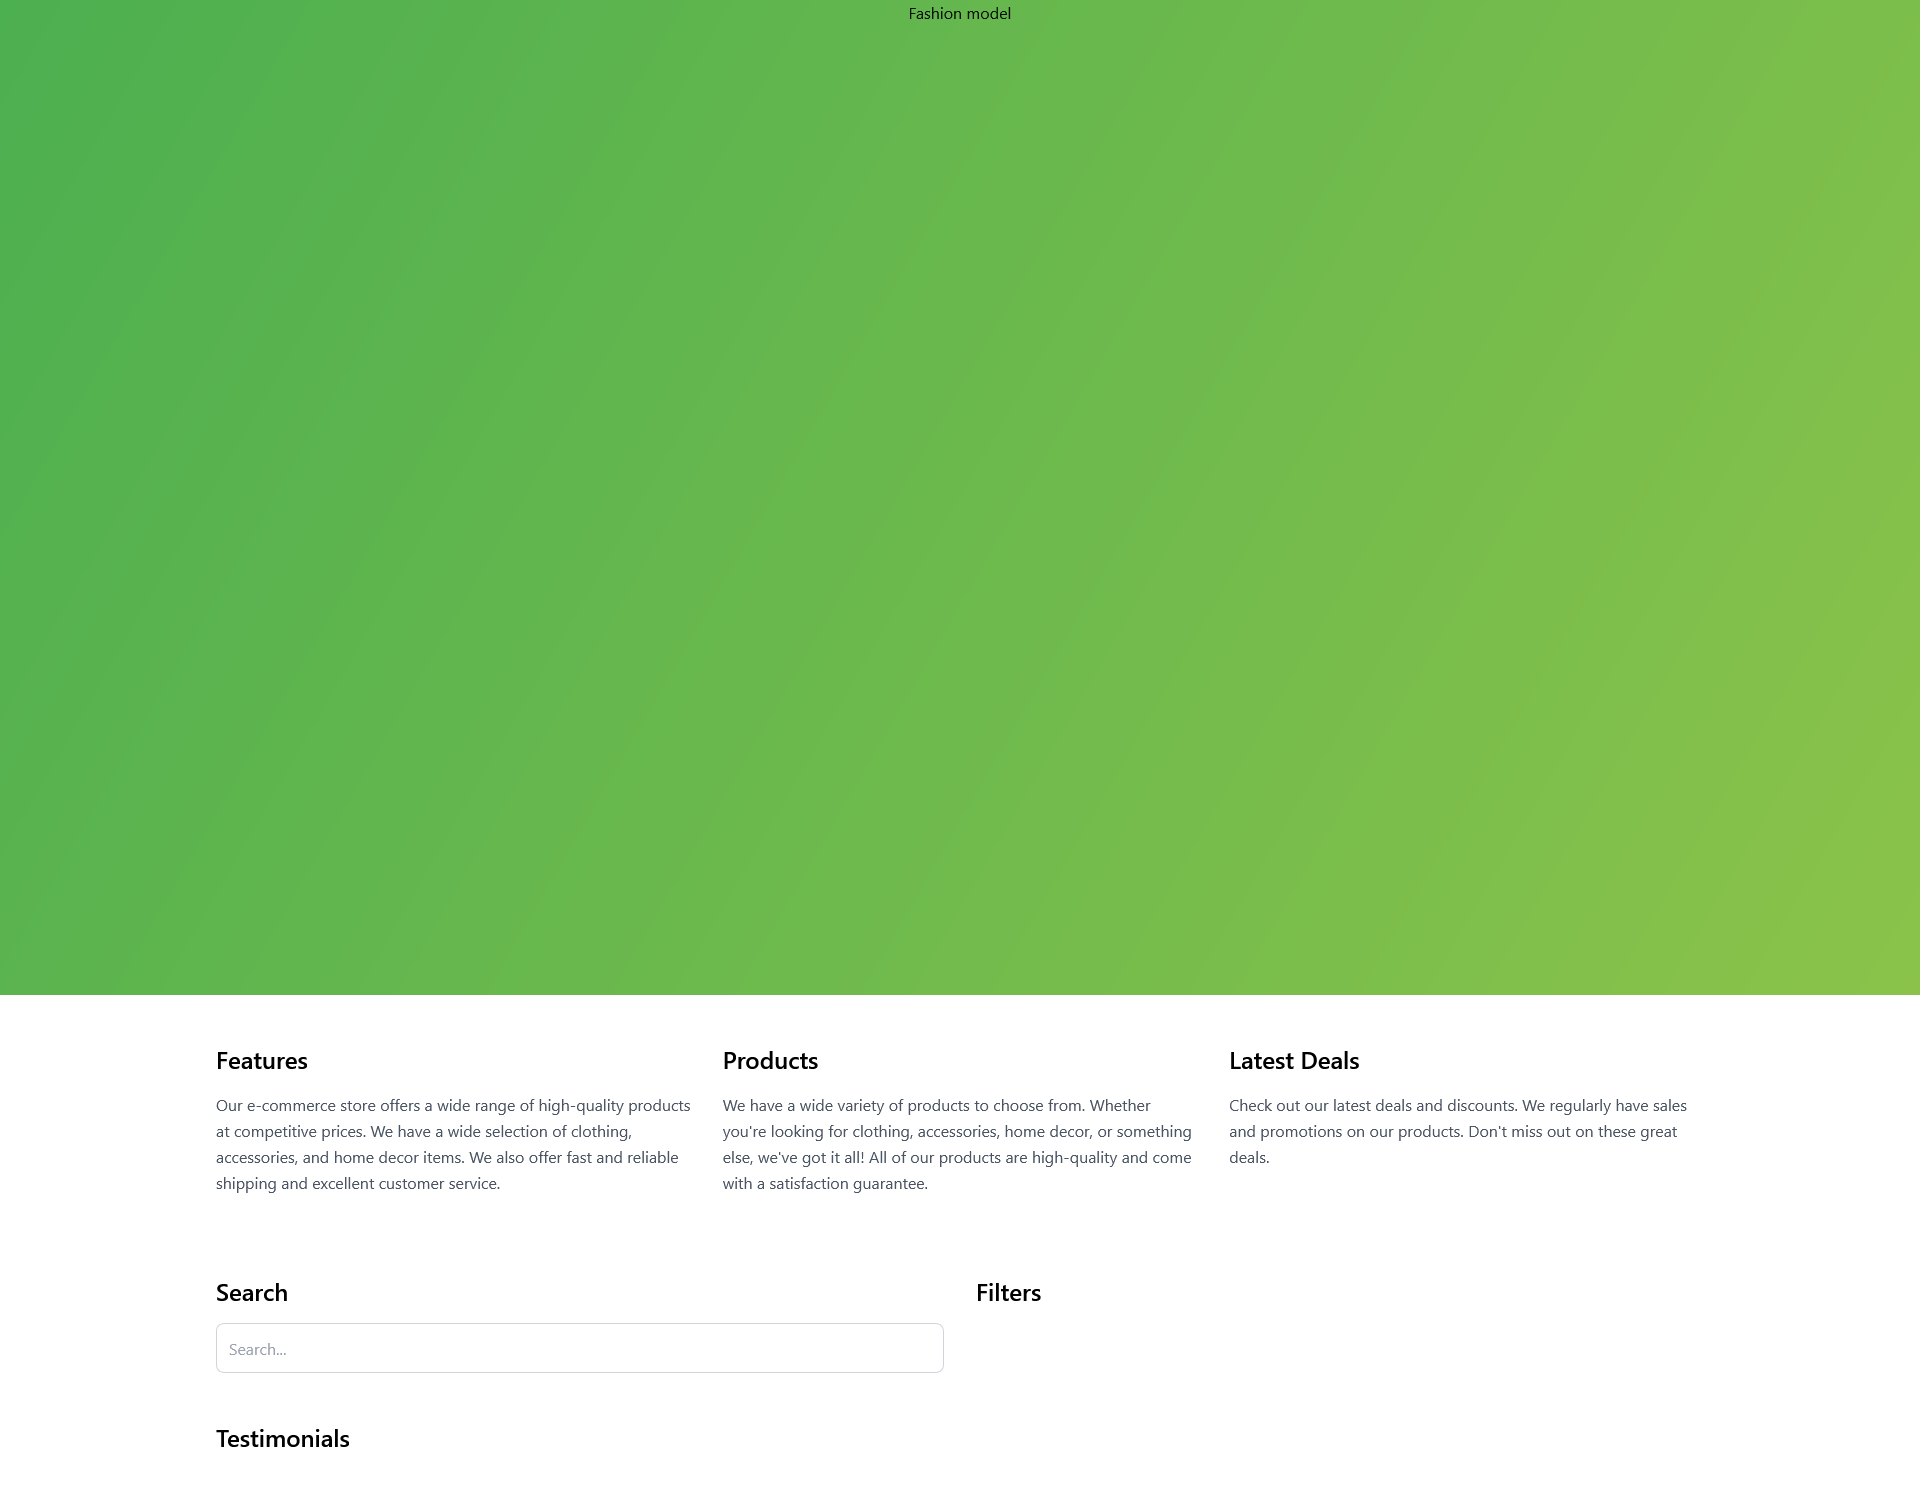 Fashion model
Features
Our e-commerce store offers a wide range of high-quality products
at competitive prices. We have a wide selection of clothing,
accessories, and home decor items. We also offer fast and reliable
shipping and excellent customer service.
Products
We have a wide variety of products to choose from. Whether
you're looking for clothing, accessories, home decor, or something
else, we've got it all! All of our products are high-quality and come
with a satisfaction guarantee.
Latest Deals
Check out our latest deals and discounts. We regularly have sales
and promotions on our products. Don't miss out on these great
deals.
Search
Search...
Filters
Testimonials